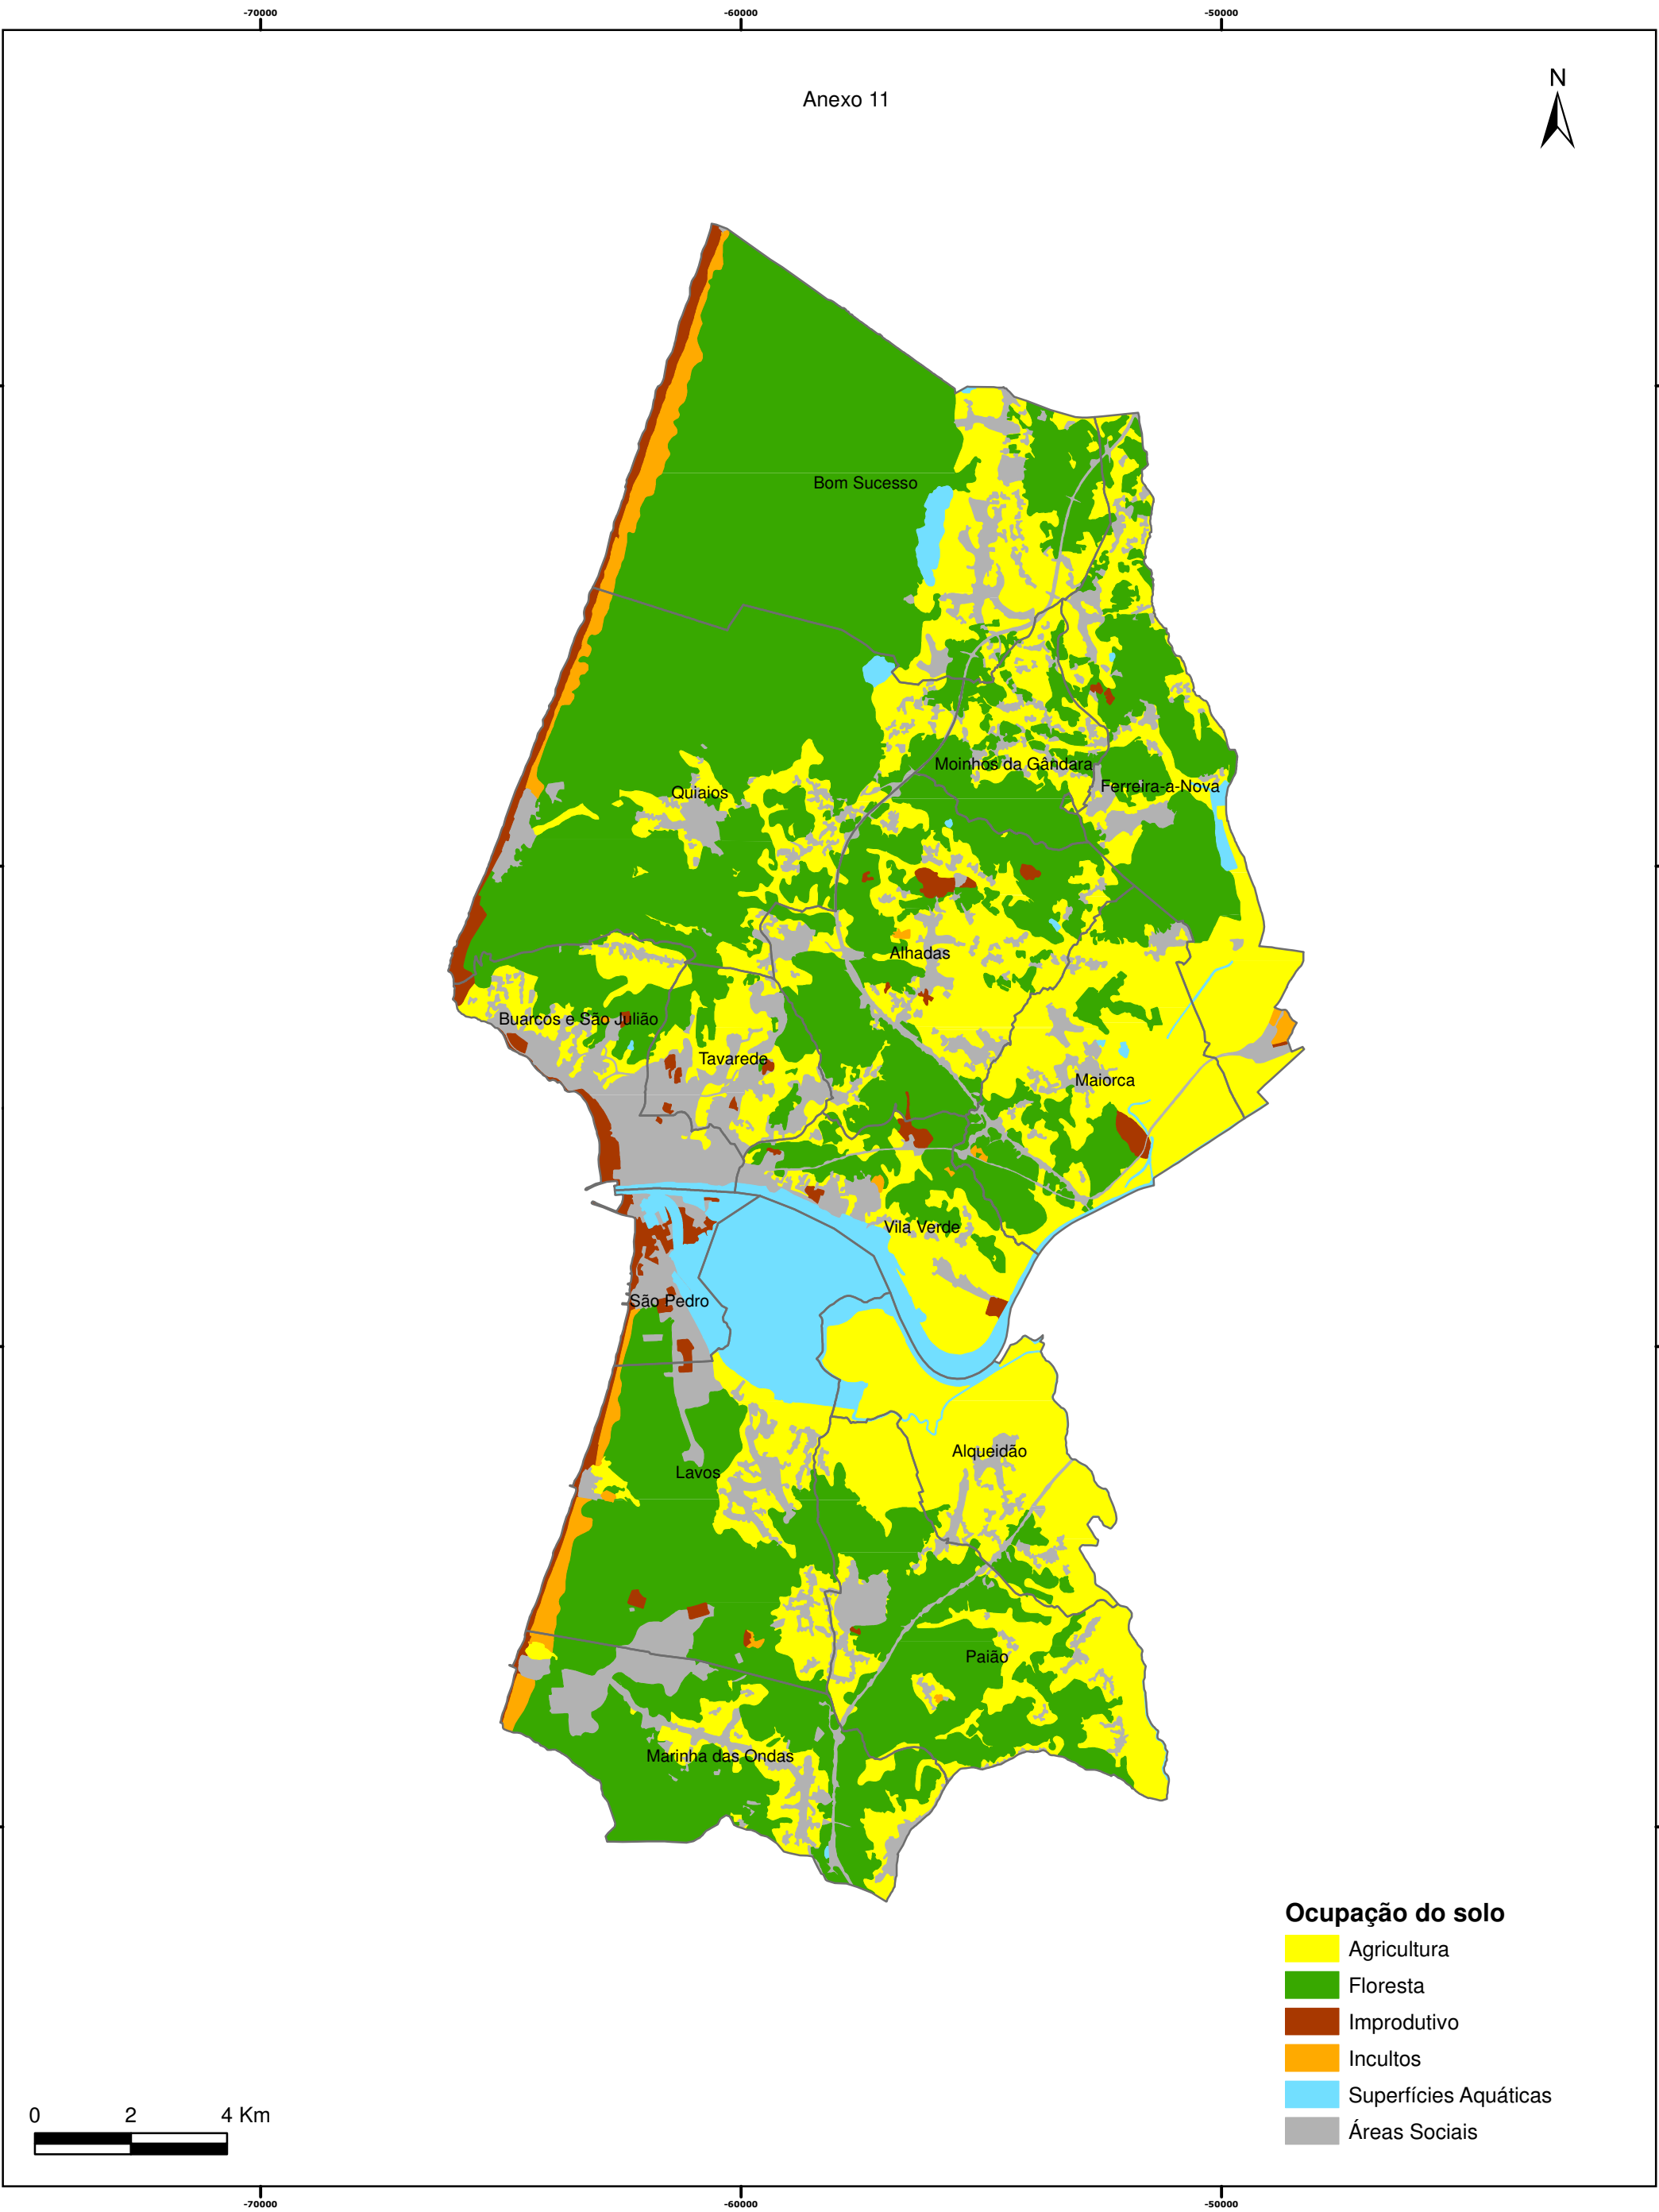 -70000
-60000
-50000
N
Anexo 11
Bom Sucesso
Moinhos da Gândara
Ferreira-a-Nova
Quiaios
Alhadas
Buarcos e São Julião
Tavarede
Maiorca
Vila Verde
São Pedro
Alqueidão
Lavos
Paião
Marinha das Ondas
Ocupação do solo
Agricultura
Floresta
Improdutivo
Incultos
Superfícies Aquáticas
Áreas Sociais
0 2 4 Km
-70000
-60000
-50000